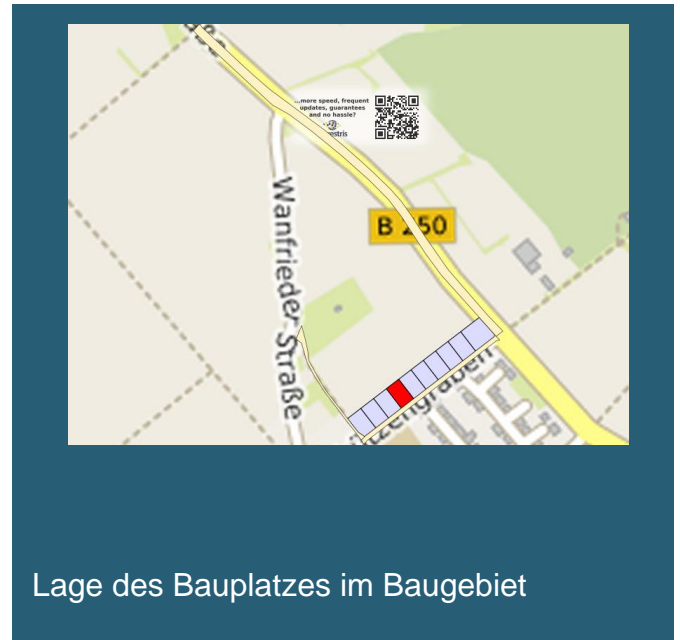 ...more speed, frequent
updates, guarantees
and no hassle?
B 250
Wanfrieder Straße
Lage des Bauplatzes im Baugebiet